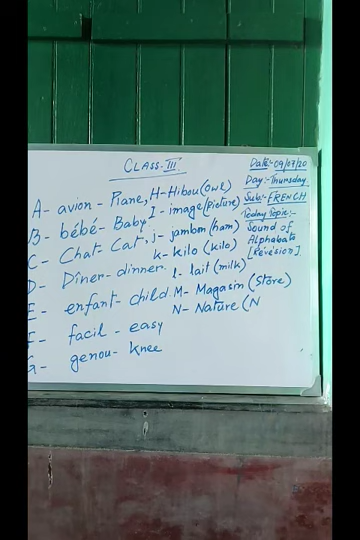 CLASS-III
Date:- 09/07/20
Day:- Thursday
Sub:- FRENCH
Today Topic:-
Sound of
Alphabats
[Revision]
A- avion - Plane,
B- bébé- Baby
C- Chat- Cat,
D- Dîner- dinner
E- enfant- child.
F- facil - easy
G- genou- knee
H- Hibou (owl)
I - image (picture)
j- jambon (ham)
k- kilo (kilo)
l- lait (milk)
M- Magasin (Store)
N- Nature (N